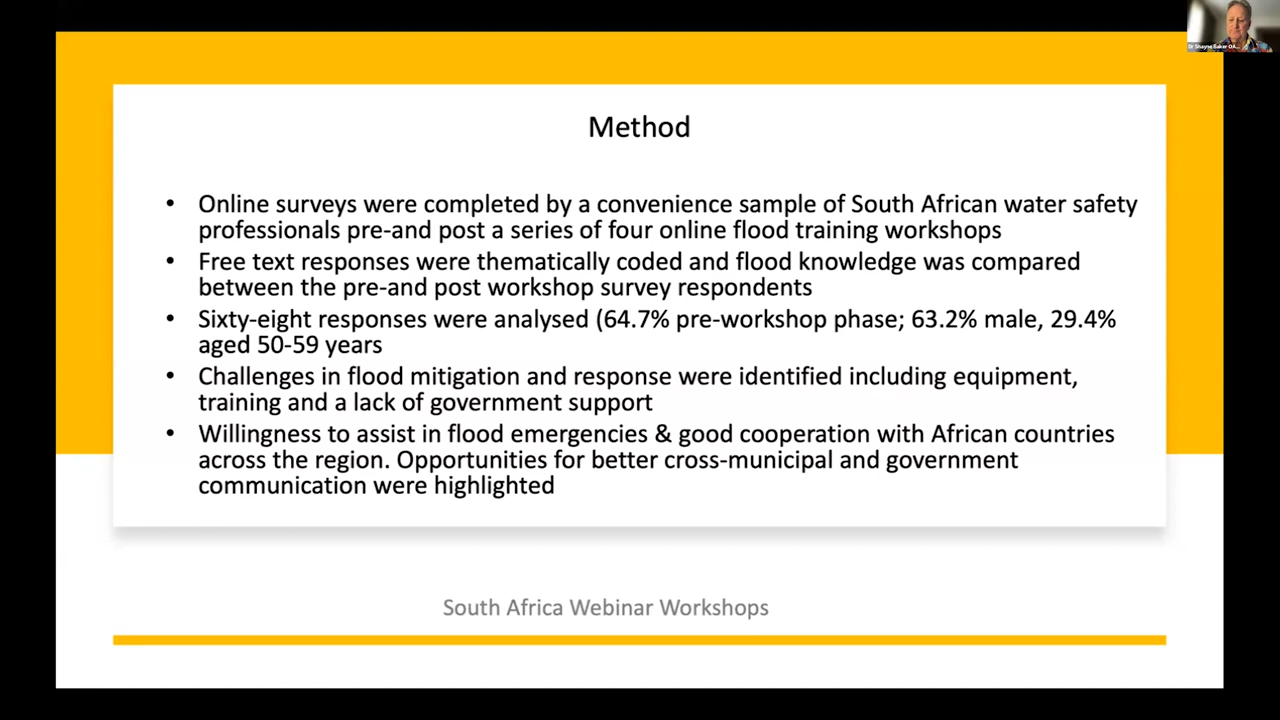 Dr Shayne Baker OA...
Method
• Online surveys were completed by a convenience sample of South African water safety
professionals pre-and post a series of four online flood training workshops
• Free text responses were thematically coded and flood knowledge was compared
between the pre-and post workshop survey respondents
• Sixty-eight responses were analysed (64.7% pre-workshop phase; 63.2% male, 29.4%
aged 50-59 years
• Challenges in flood mitigation and response were identified including equipment,
training and a lack of government support
• Willingness to assist in flood emergencies & good cooperation with African countries
across the region. Opportunities for better cross-municipal and government
communication were highlighted
South Africa Webinar Workshops